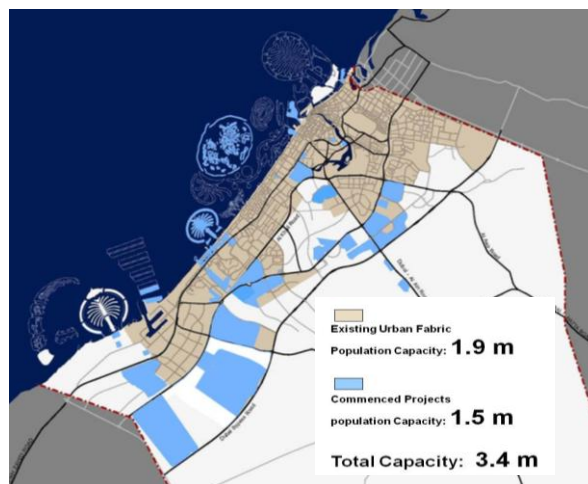 Existing Urban Fabric
Population Capacity: 1.9 m
Commenced Projects
population Capacity: 1.5 m
Total Capacity: 3.4 m